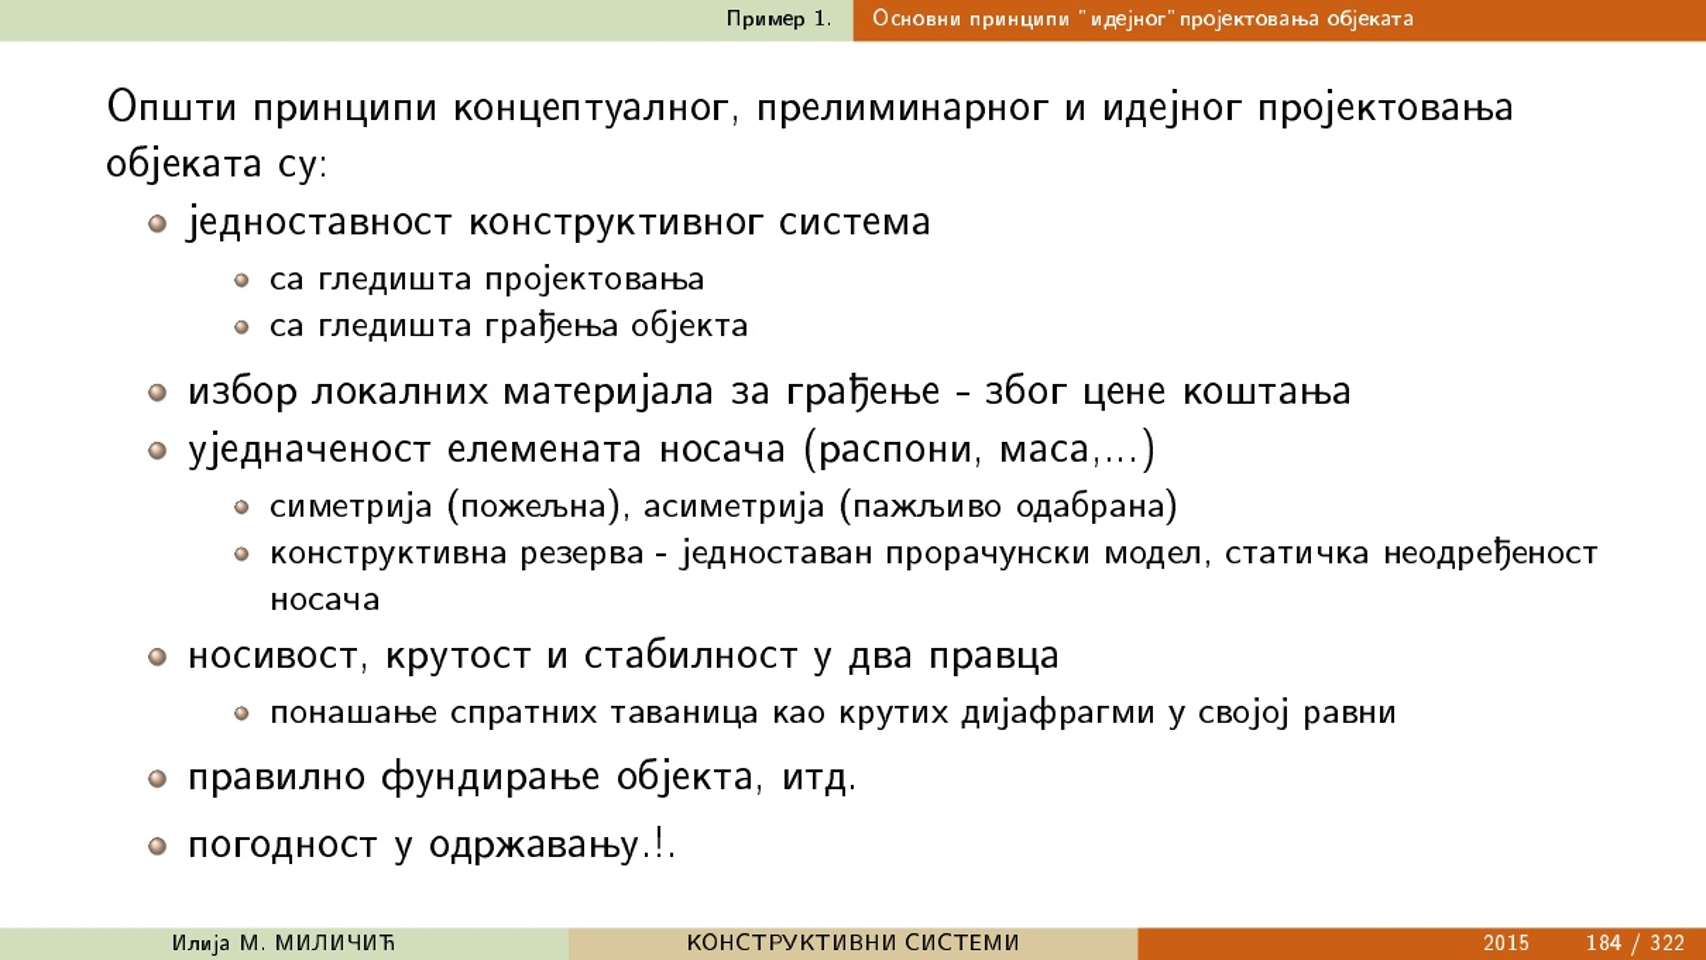 Пример 1.
Основни принципи "идејног"пројектовања објеката
Општи принципи концептуалног, прелиминарног и идејног пројектовања
објеката су:
једноставност конструктивног система
са гледишта пројектовања
са гледишта грађења објекта
избор локалних материјала за грађење - због цене коштања
уједначеност елемената носача (распони, маса,...)
симетрија (пожељна), асиметрија (пажљиво одабрана)
конструктивна резерва - једноставан прорачунски модел, статичка неодређеност
носача
носивост, крутост и стабилност у два правца
понашање спратних таваница као крутих дијафрагми у својој равни
правилно фундирање објекта, итд.
погодност у одржавању.!.
Илија М. МИЛИЧИЋ
КОНСТРУКТИВНИ СИСТЕМИ
2015
184 / 322